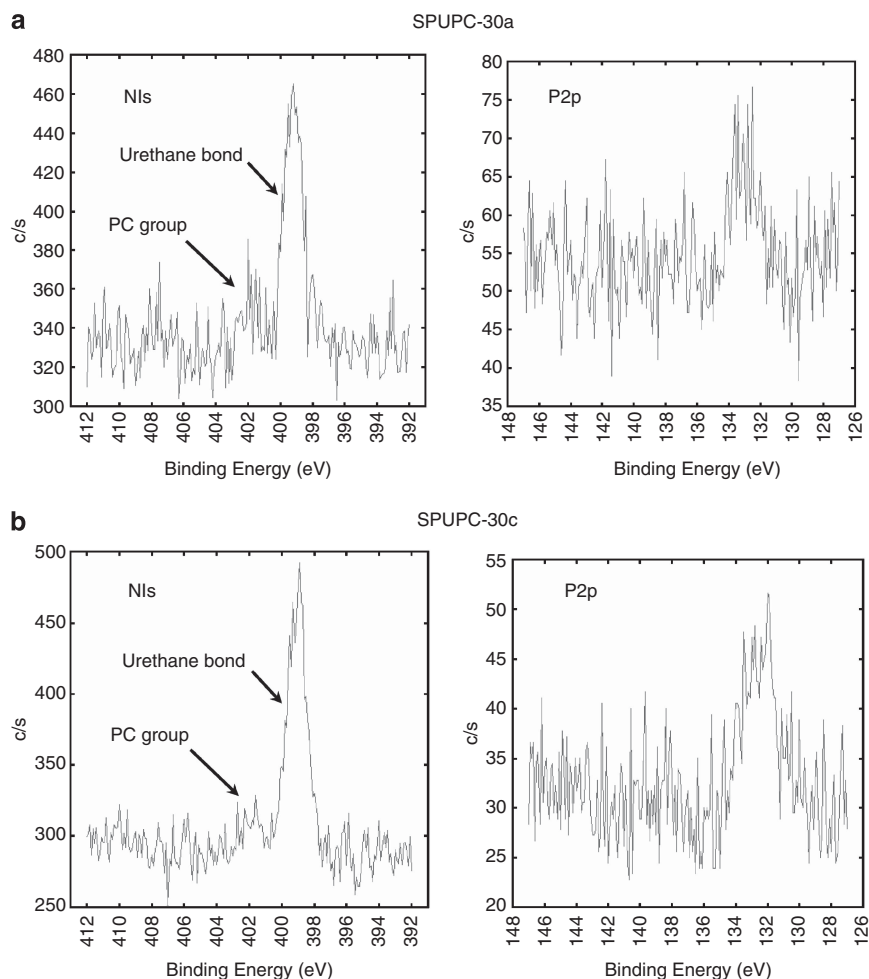 a
SPUPC-30a
480
460
440
420
400
380
360
340
320
300
c/s
NIs
Urethane bond
PC group
412 410 408 406 404 402 400 398 396 394 392
Binding Energy (eV)
80
75
70
65
60
55
50
45
40
35
c/s
P2p
148 146 144 142 140 138 136 134 132 130 128 126
Binding Energy (eV)
b
SPUPC-30c
500
450
400
350
300
250
c/s
NIs
Urethane bond
PC group
412 410 408 406 404 402 400 398 396 394 392
Binding Energy (eV)
55
50
45
40
35
30
25
20
c/s
P2p
148 146 144 142 140 138 136 134 132 130 128 126
Binding Energy (eV)